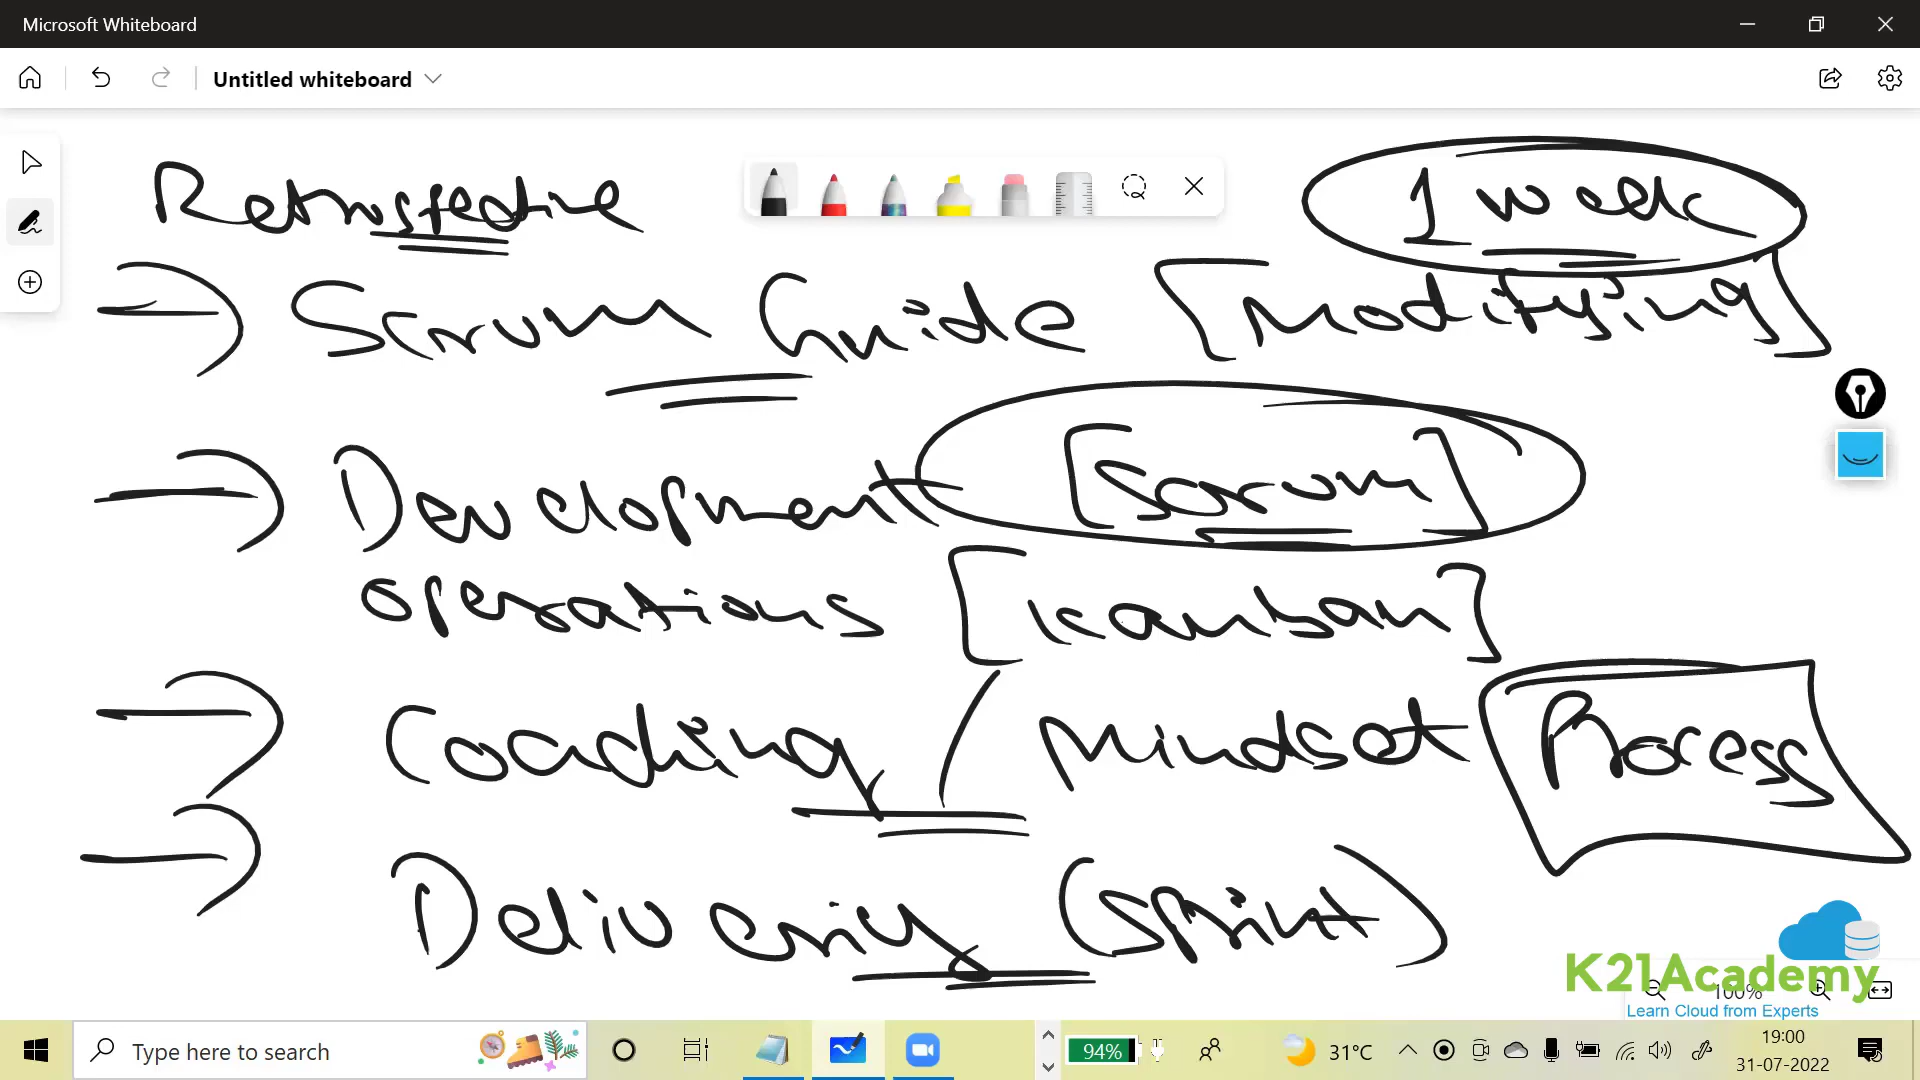 Microsoft Whiteboard
Untitled whiteboard
Retrospective
1 week
Scrum Guide [Modifying]
Development [Scrum]
operations [Kanban]
Coaching / Mindset Process
Delivery (Sprint)
K21Academy
Learn Cloud from Experts
100%
Type here to search
94%
31°C
19:00
31-07-2022